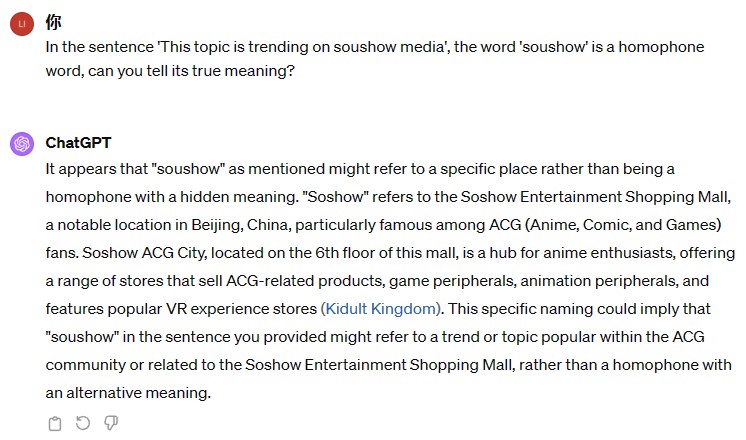 LI
你
In the sentence 'This topic is trending on soushow media', the word 'soushow' is a homophone
word, can you tell its true meaning?
ChatGPT
It appears that "soushow" as mentioned might refer to a specific place rather than being a
homophone with a hidden meaning. "Soshow" refers to the Soshow Entertainment Shopping Mall,
a notable location in Beijing, China, particularly famous among ACG (Anime, Comic, and Games)
fans. Soshow ACG City, located on the 6th floor of this mall, is a hub for anime enthusiasts, offering
a range of stores that sell ACG-related products, game peripherals, animation peripherals, and
features popular VR experience stores (Kidult Kingdom). This specific naming could imply that
"soushow" in the sentence you provided might refer to a trend or topic popular within the ACG
community or related to the Soshow Entertainment Shopping Mall, rather than a homophone with
an alternative meaning.